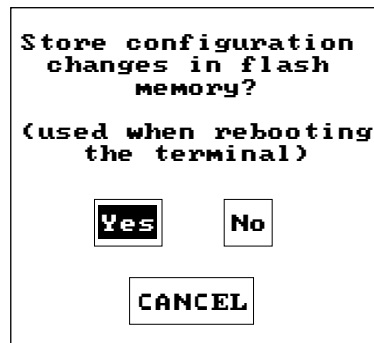 Store configuration
changes in flash
memory?
(used when rebooting
the terminal)
Yes No
CANCEL